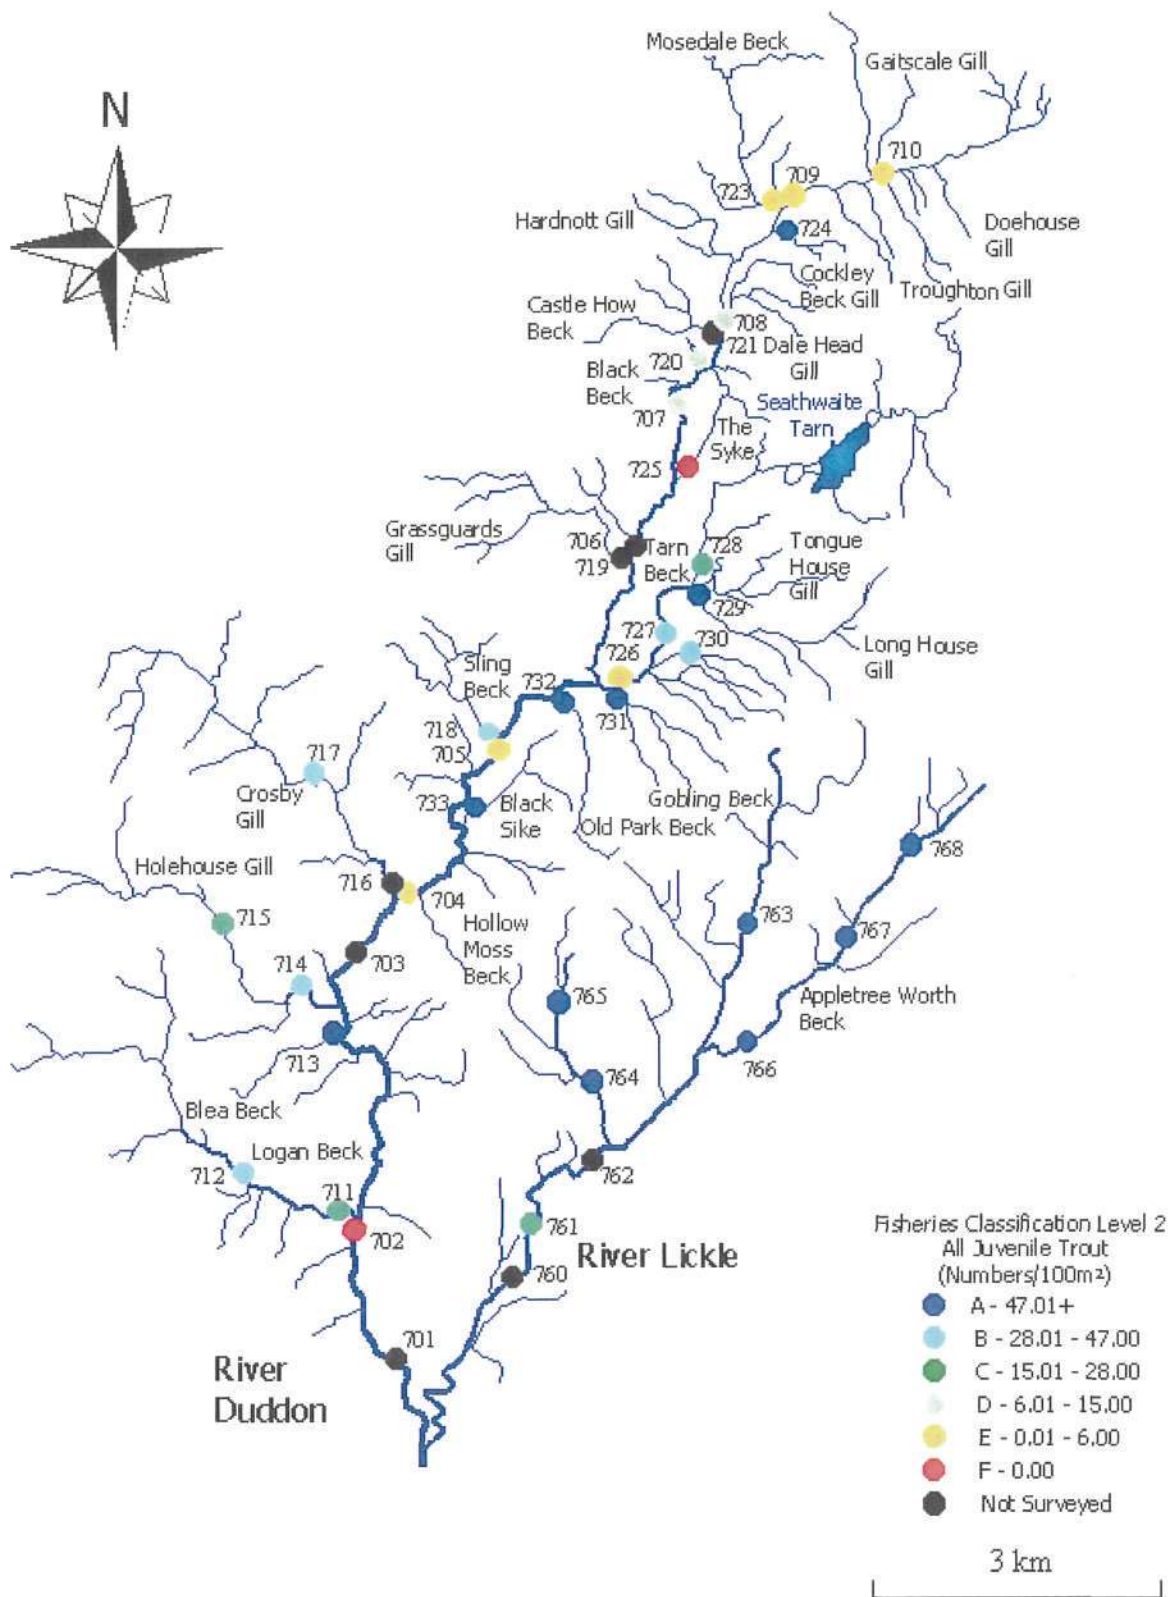 Mosedale Beck
Gaitscale Gill
N
710
709
723
Hardnott Gill
724
Doehouse
Gill
Cockley
Beck Gill
Troughton Gill
Castle How
Beck
708
721
Dale Head
Gill
720
Black
Beck
Seathwaite
Tarn
707
The
Syke
725
Grassguards
Gill
706
719
Tarn
Beck
728
Tongue
House
Gill
729
727
730
Long House
Gill
726
Sling
Beck
732
731
718
705
717
Crosby
Gill
733
Black
Sike
Gobling Beck
Old Park Beck
768
Holehouse Gill
716
704
715
Hollow
Moss
Beck
763
767
703
714
765
Appletree Worth
Beck
713
766
764
Blea Beck
Logan Beck
712
762
711
702
761
River Lickle
760
701
River
Duddon
Fisheries Classification Level 2
All Juvenile Trout
(Numbers/100m²)
A - 47.01+
B - 28.01 - 47.00
C - 15.01 - 28.00
D - 6.01 - 15.00
E - 0.01 - 6.00
F - 0.00
Not Surveyed
3 km